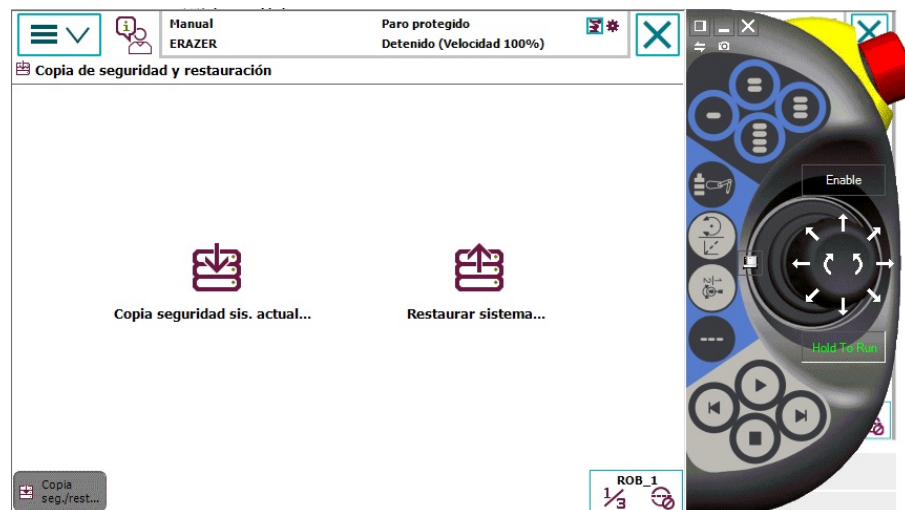 Manual
ERAZER
Paro protegido
Detenido (Velocidad 100%)
Copia de seguridad y restauración
Enable
Copia seguridad sis. actual...
Restaurar sistema...
Hold To Run
Copia
seg./rest...
ROB_1
1/3